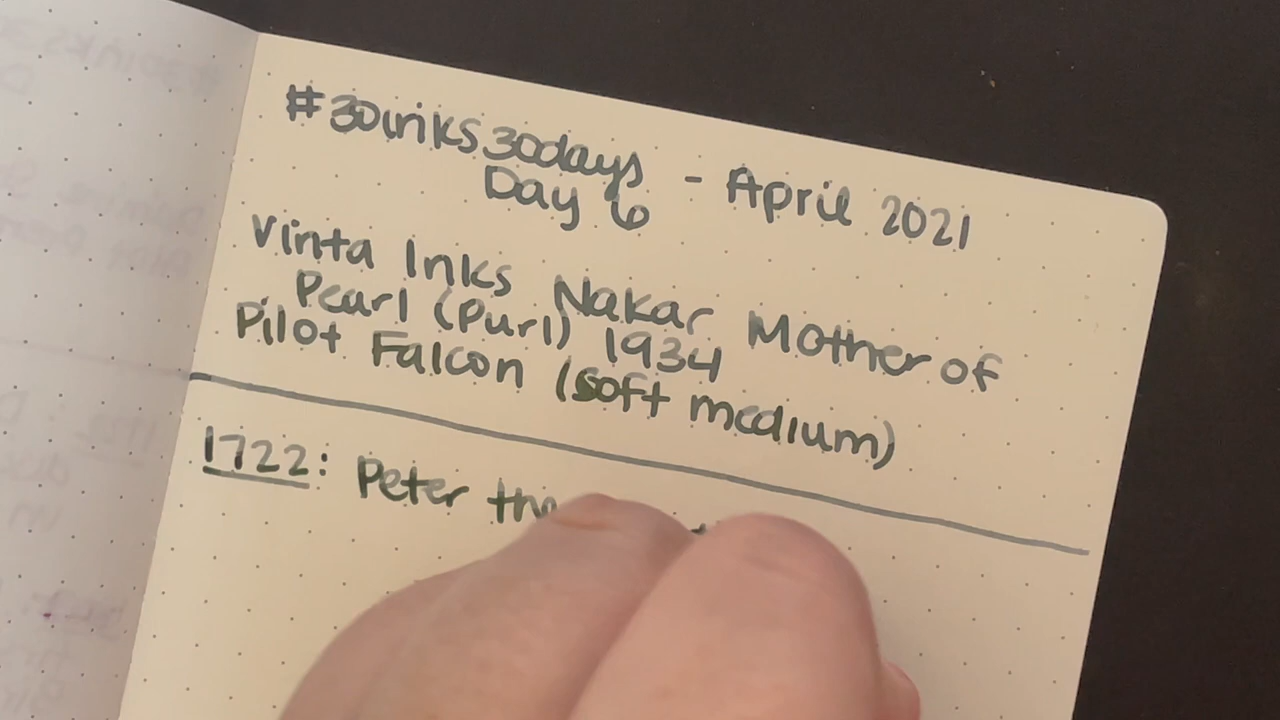 #30inks30days - April 2021
Day 6
Vinta Inks Nakar Mother of
Pearl (Purl) 1934
Pilot Falcon (soft medium)
1722: Peter the